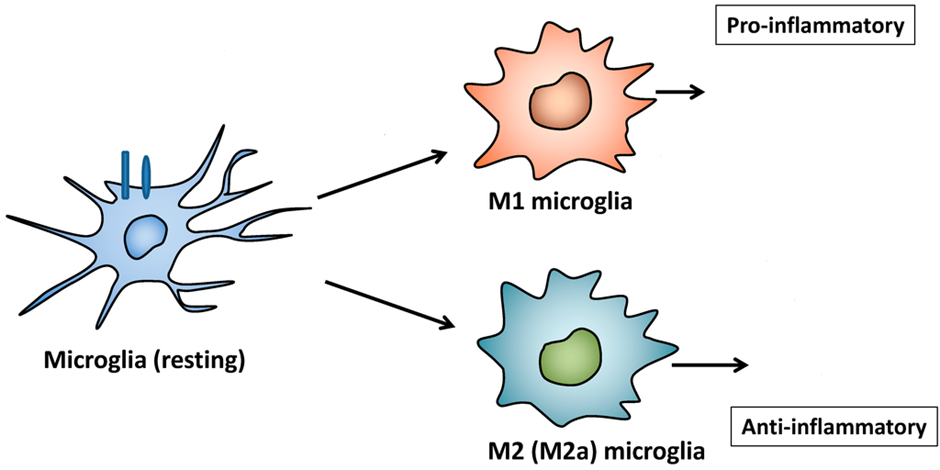 Pro-inflammatory
M1 microglia
Microglia (resting)
Anti-inflammatory
M2 (M2a) microglia